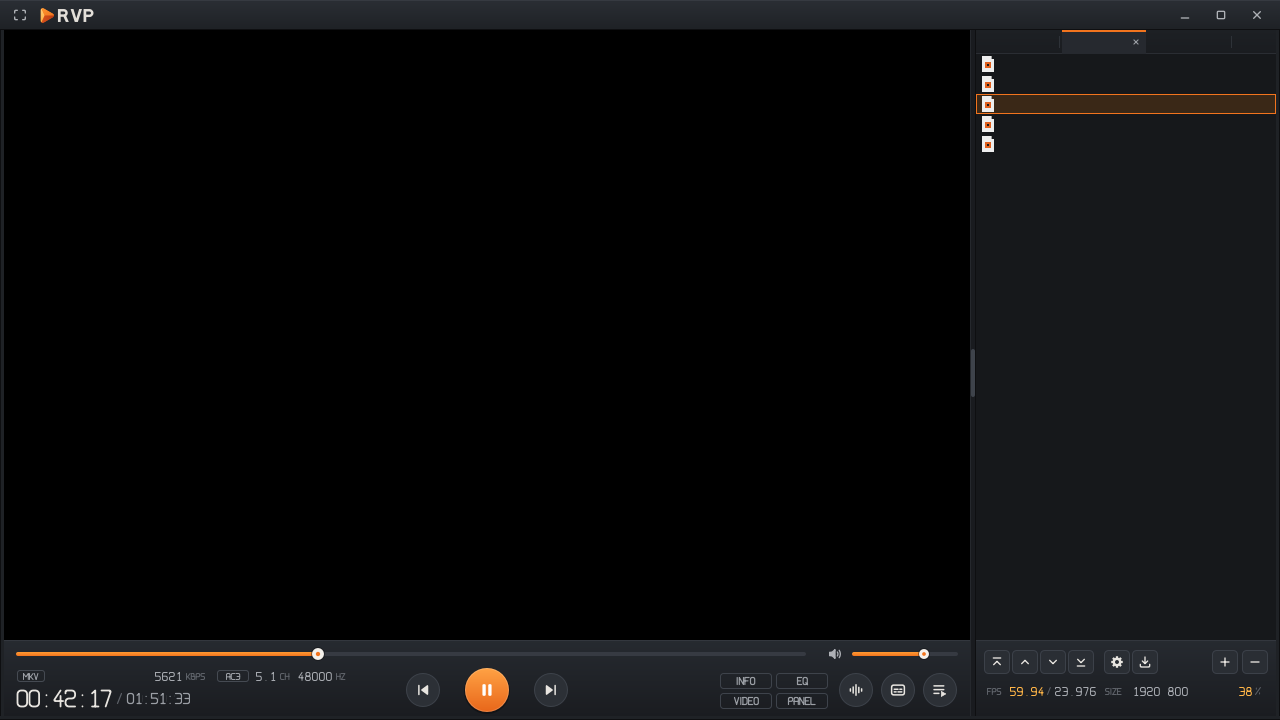 RVP
MKV 5621 KBPS AC3 5.1 CH 48000 HZ
00:42:17 / 01:51:33
INFO EQ
VIDEO PANEL
FPS 59.94 / 23.976 SIZE 1920 800 38 %